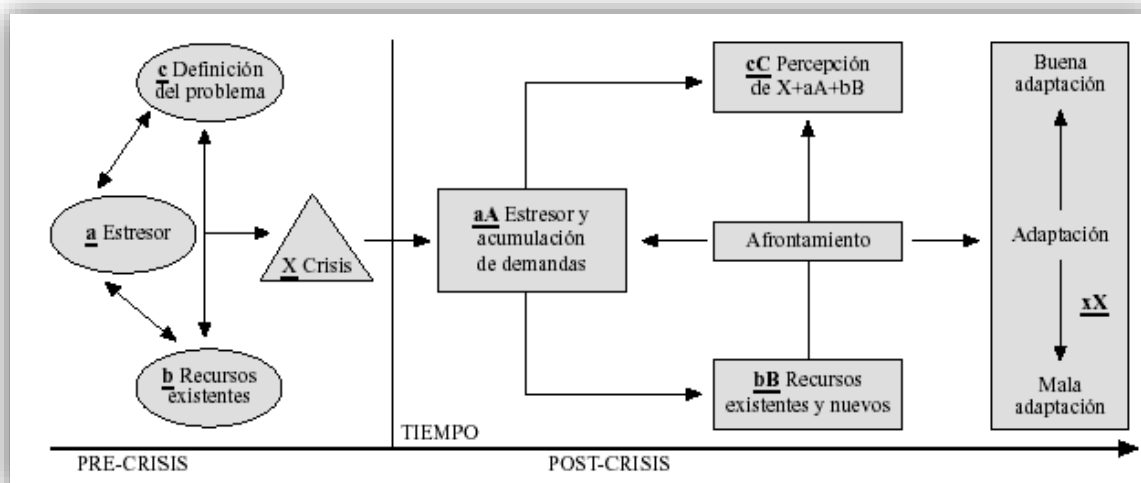 c Definición
del problema
a Estresor
b Recursos
existentes
X Crisis
aA Estresor y
acumulación
de demandas
cC Percepción
de X+aA+bB
Afrontamiento
bB Recursos
existentes y nuevos
Buena
adaptación
Adaptación
xX
Mala
adaptación
TIEMPO
PRE-CRISIS
POST-CRISIS